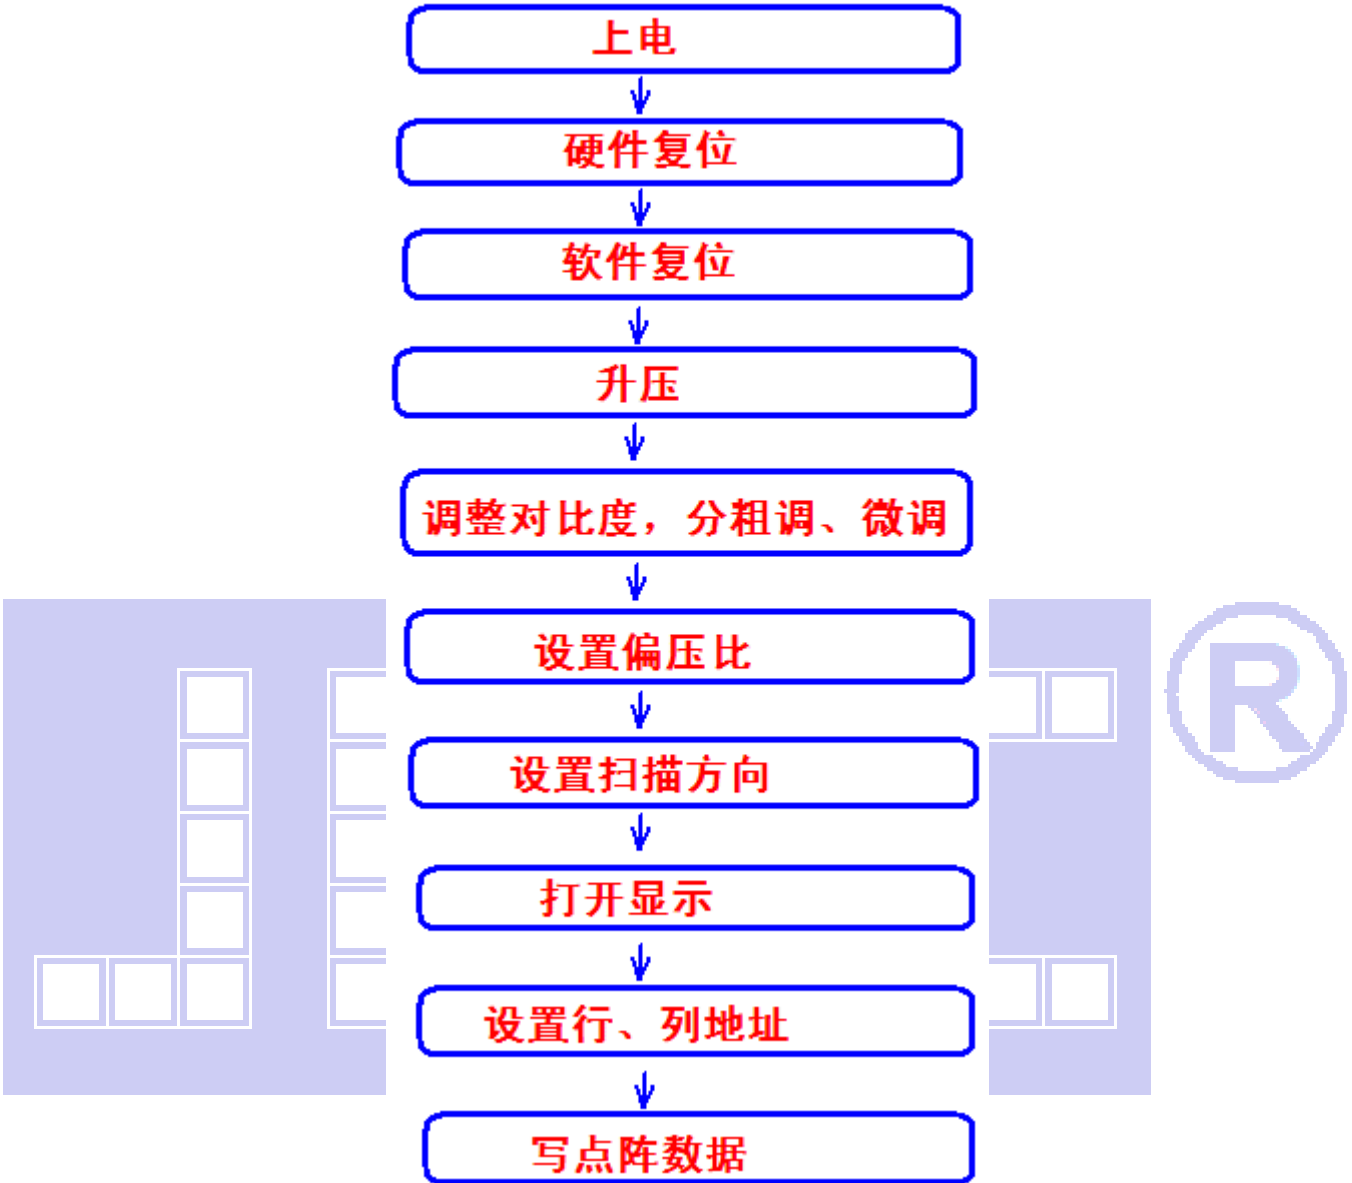 上电
硬件复位
软件复位
升压
调整对比度，分粗调、微调
设置偏压比
设置扫描方向
打开显示
设置行、列地址
写点阵数据
R